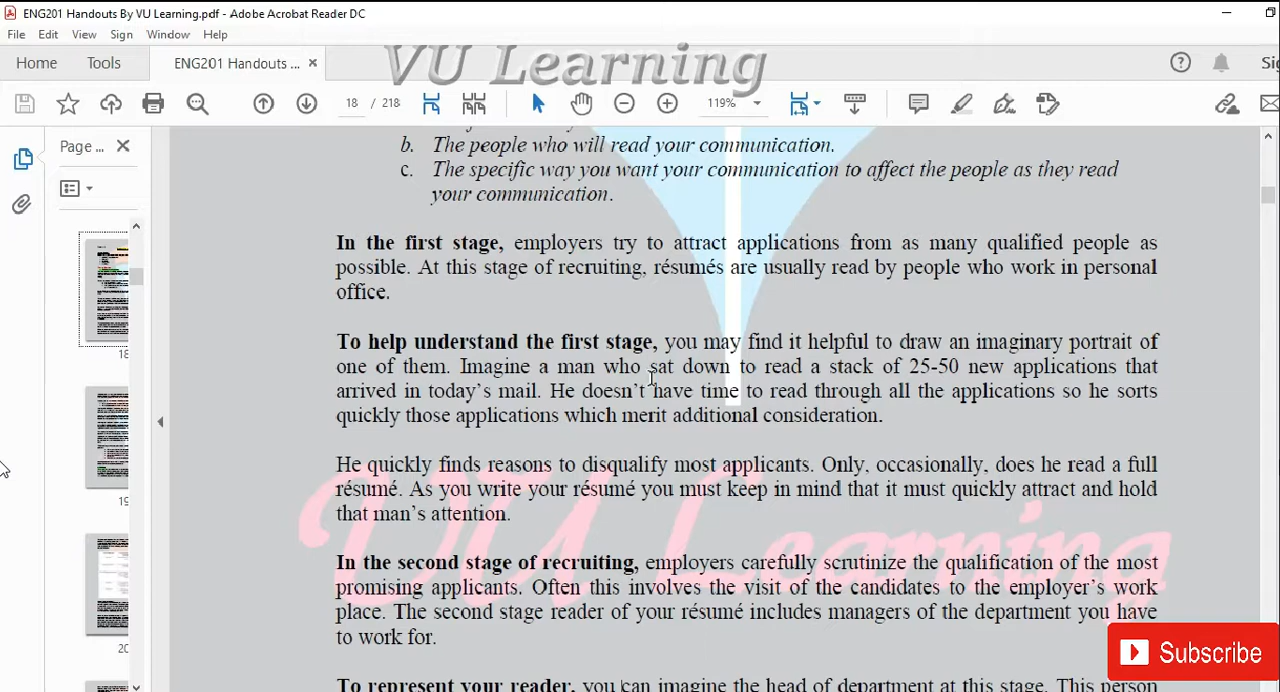 ENG201 Handouts By VU Learning.pdf - Adobe Acrobat Reader DC
File Edit View Sign Window Help
VU Learning
Home Tools ENG201 Handouts ...
18 / 218 119%
Page ...
b. The people who will read your communication.
c. The specific way you want your communication to affect the people as they read
your communication.
In the first stage, employers try to attract applications from as many qualified people as
possible. At this stage of recruiting, résumés are usually read by people who work in personal
office.
To help understand the first stage, you may find it helpful to draw an imaginary portrait of
one of them. Imagine a man who sat down to read a stack of 25-50 new applications that
arrived in today's mail. He doesn't have time to read through all the applications so he sorts
quickly those applications which merit additional consideration.
He quickly finds reasons to disqualify most applicants. Only, occasionally, does he read a full
résumé. As you write your résumé you must keep in mind that it must quickly attract and hold
that man's attention.
VU Learning
In the second stage of recruiting, employers carefully scrutinize the qualification of the most
promising applicants. Often this involves the visit of the candidates to the employer's work
place. The second stage reader of your résumé includes managers of the department you have
to work for.
To represent your reader, you can imagine the head of department at this stage. This person
18
19
20
Subscribe